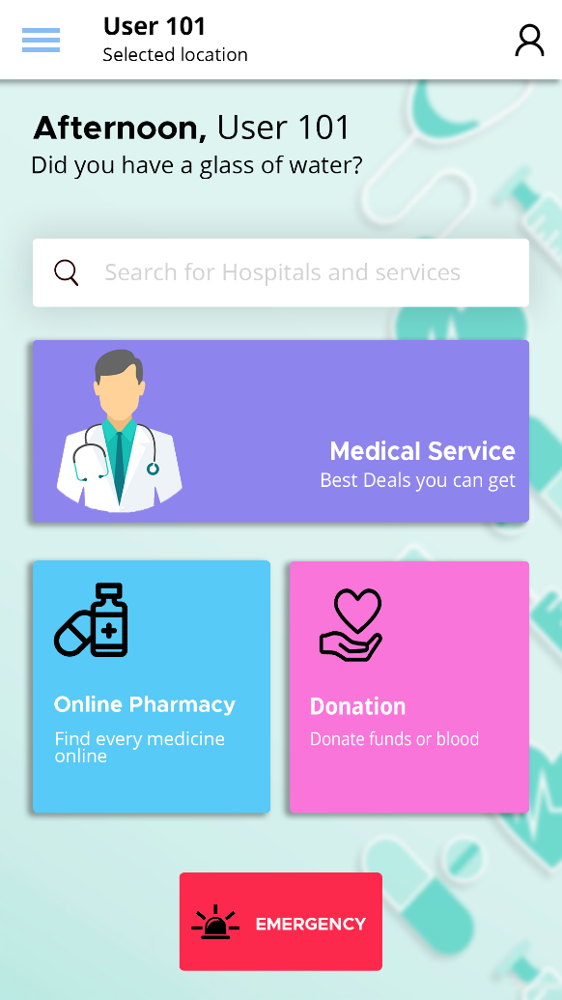 User 101
Selected location
Afternoon, User 101
Did you have a glass of water?
Search for Hospitals and services
Medical Service
Best Deals you can get
Online Pharmacy
Find every medicine
online
Donation
Donate funds or blood
EMERGENCY